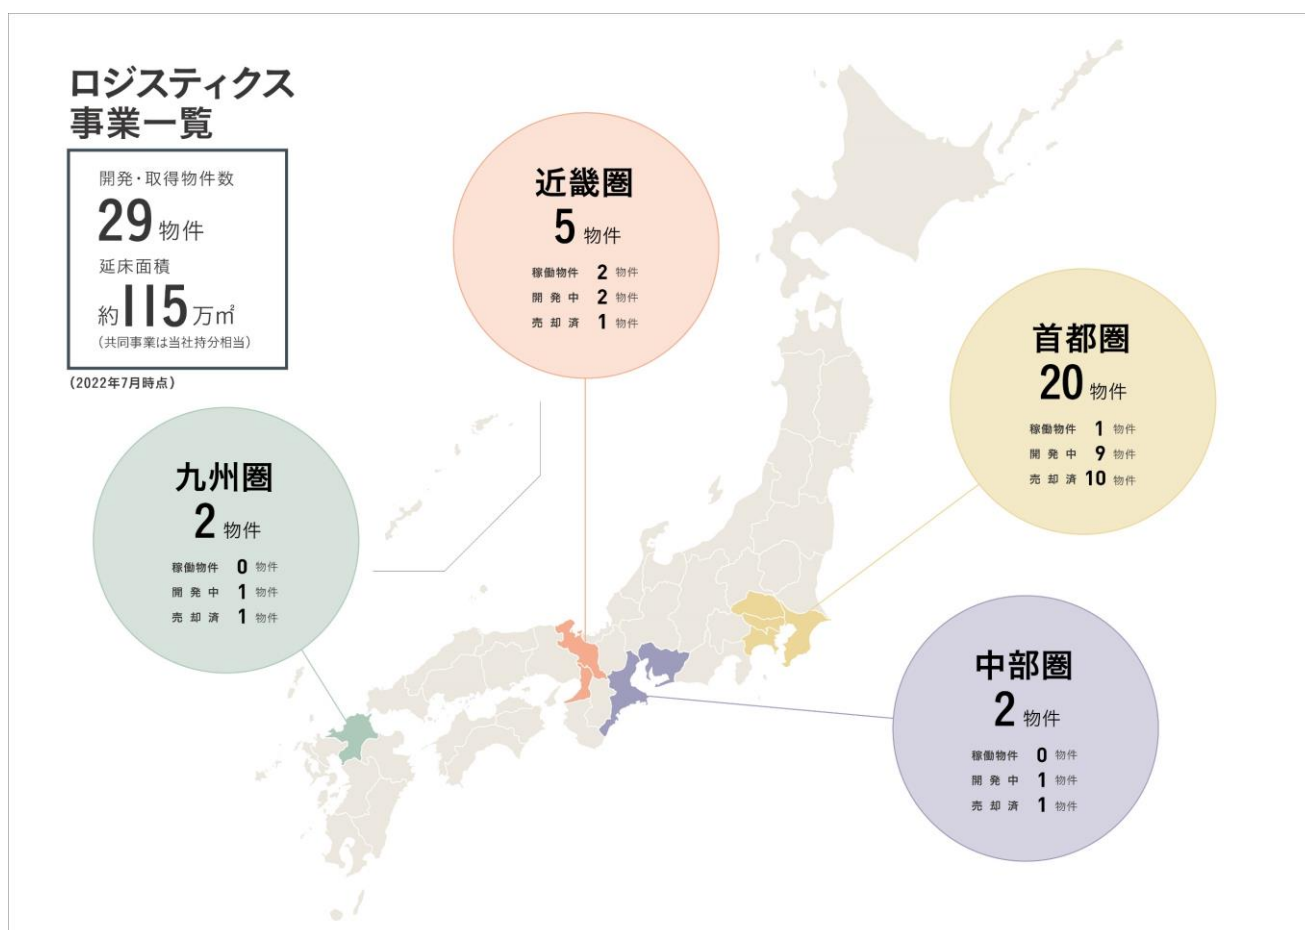 ロジスティクス
事業一覧
開発・取得物件数
29 物件
延床面積
約115万㎡
(共同事業は当社持分相当)
(2022年7月時点)
近畿圏
5 物件
稼働物件 2 物件
開発中 2 物件
売却済 1 物件
首都圏
20 物件
稼働物件 1 物件
開発中 9 物件
売却済 10 物件
九州圏
2 物件
稼働物件 0 物件
開発中 1 物件
売却済 1 物件
中部圏
2 物件
稼働物件 0 物件
開発中 1 物件
売却済 1 物件